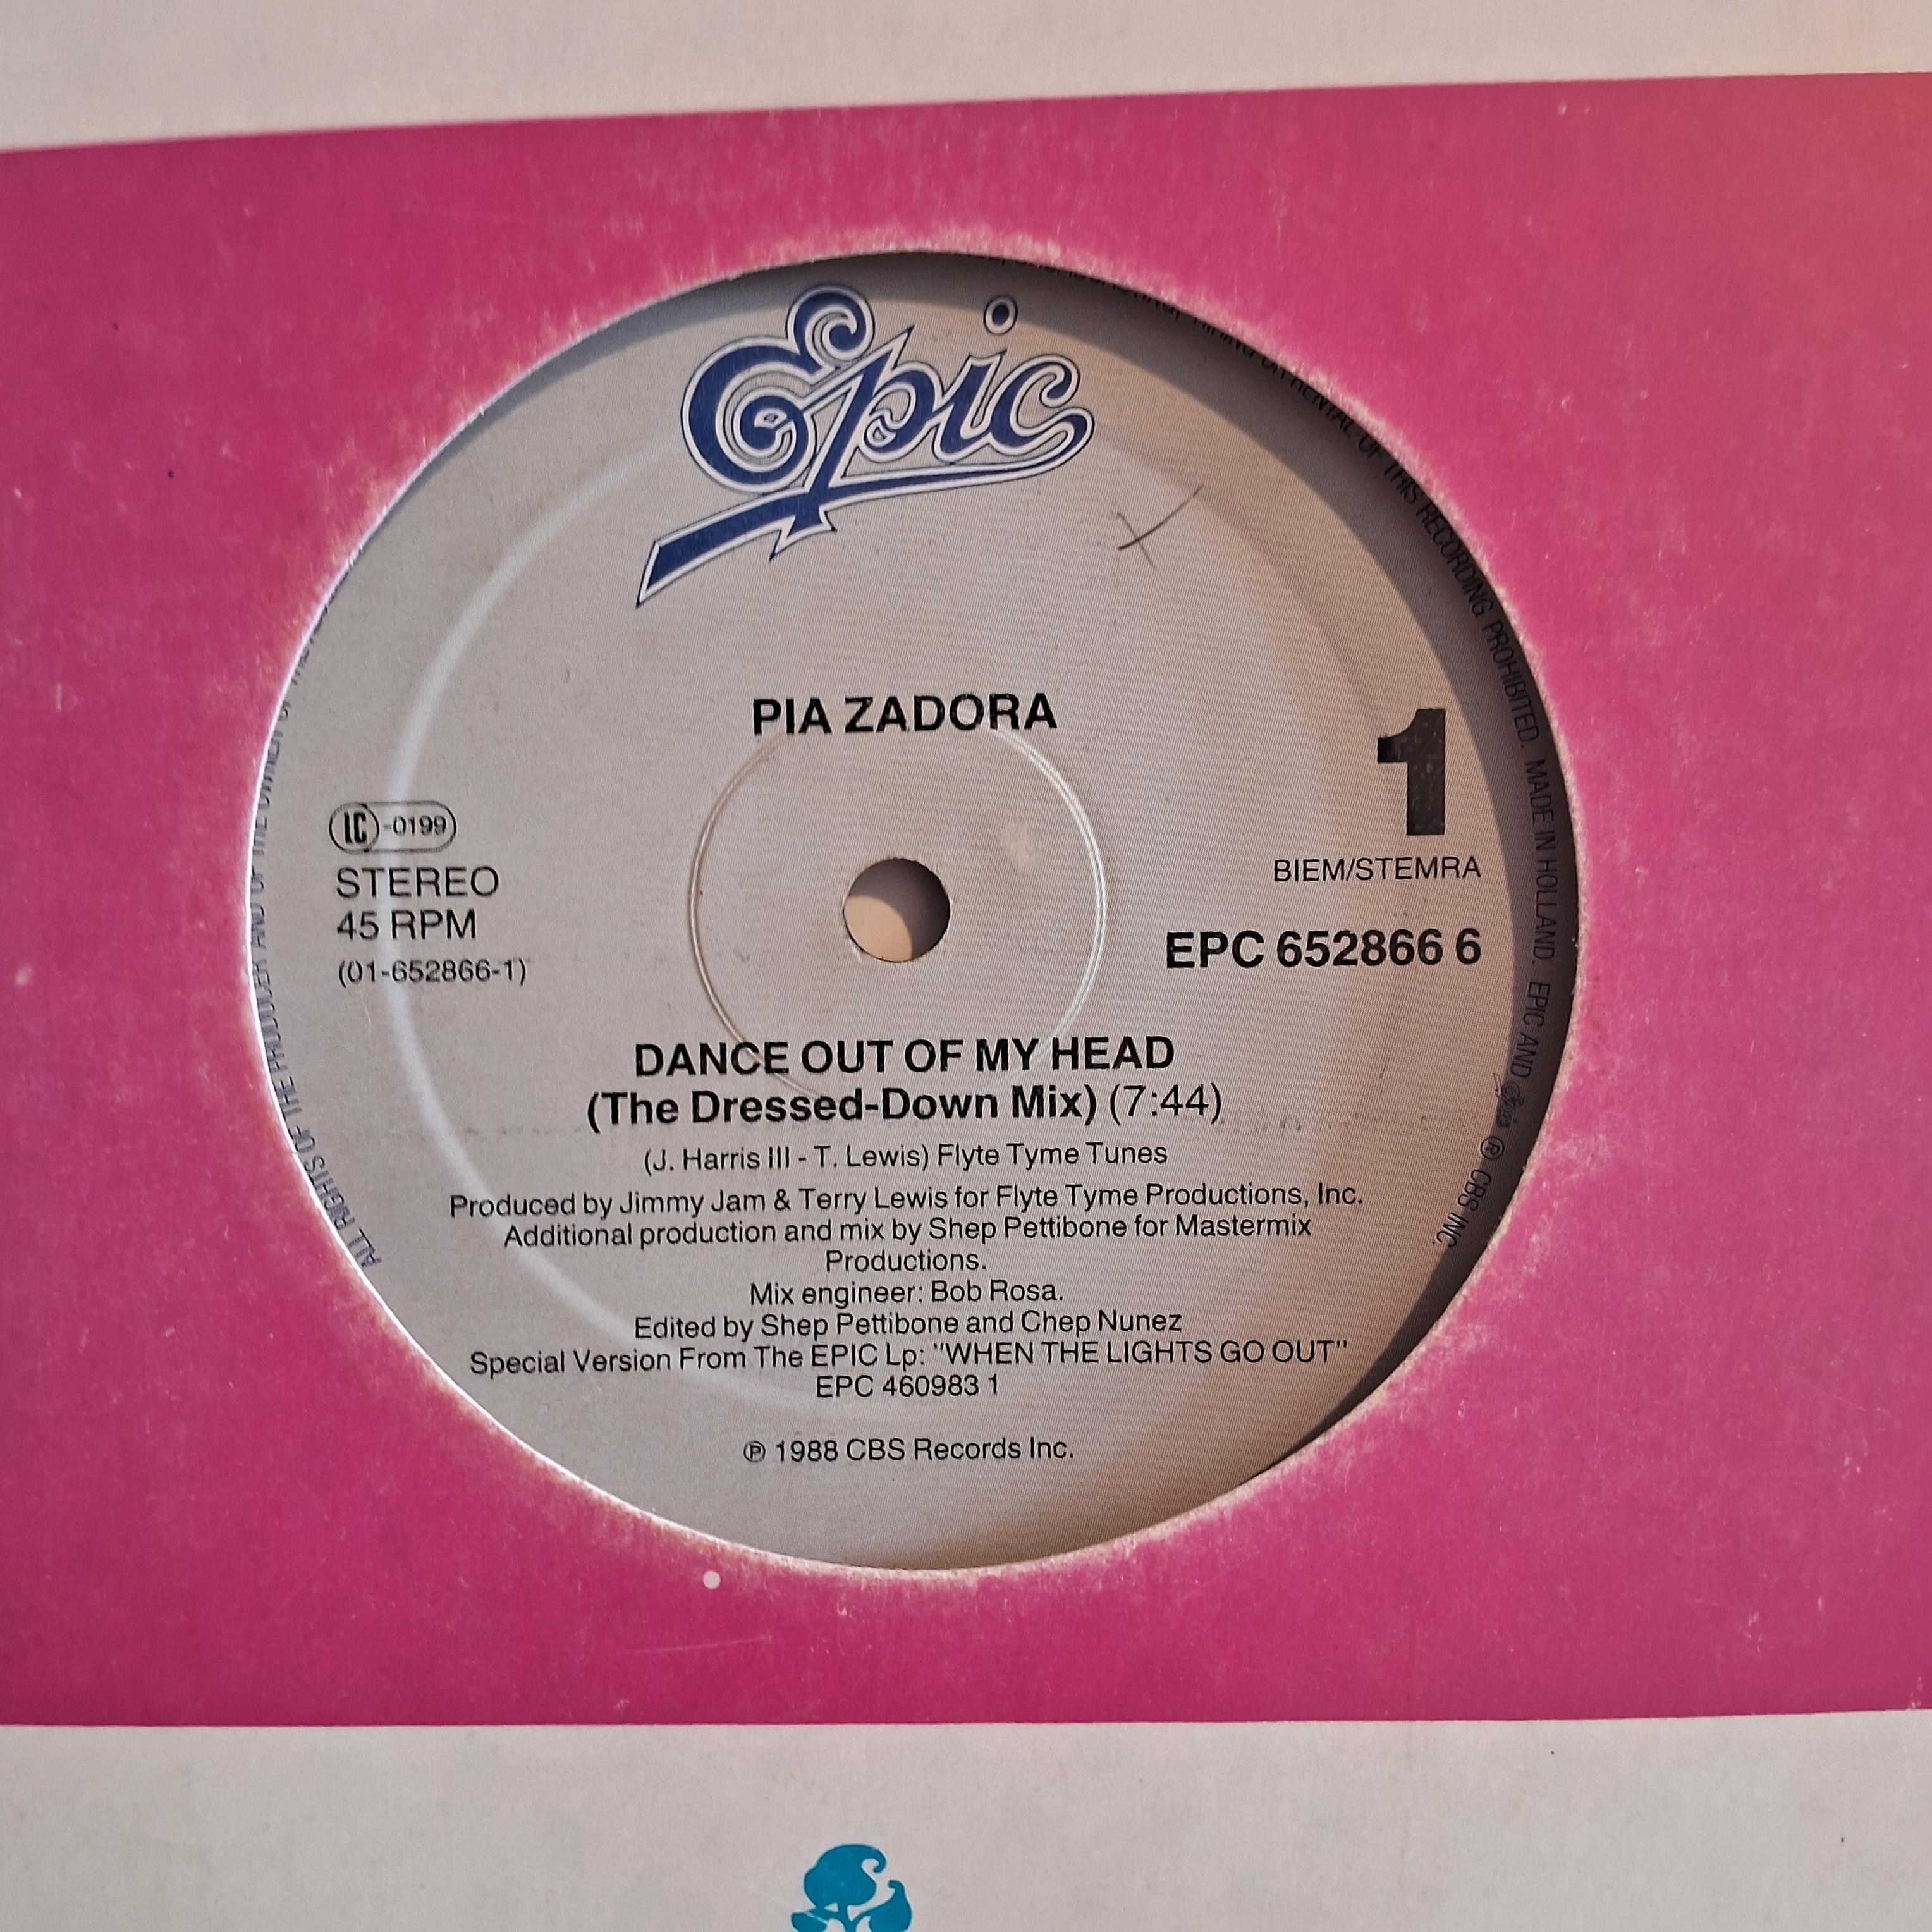 Epic
PIA ZADORA
1
LC-0199
STEREO
45 RPM
(01-652866-1)
BIEM/STEMRA
EPC 652866 6
DANCE OUT OF MY HEAD
(The Dressed-Down Mix) (7:44)
(J. Harris III - T. Lewis) Flyte Tyme Tunes
Produced by Jimmy Jam & Terry Lewis for Flyte Tyme Productions, Inc.
Additional production and mix by Shep Pettibone for Mastermix
Productions.
Mix engineer: Bob Rosa.
Edited by Shep Pettibone and Chep Nunez
Special Version From The EPIC Lp: "WHEN THE LIGHTS GO OUT"
EPC 460983 1
℗ 1988 CBS Records Inc.
ALL RIGHTS OF THE PRODUCER AND OF THE OWNER OF
RENTAL OF THIS RECORDING PROHIBITED. MADE IN HOLLAND. EPIC AND Epic ® CBS INC.